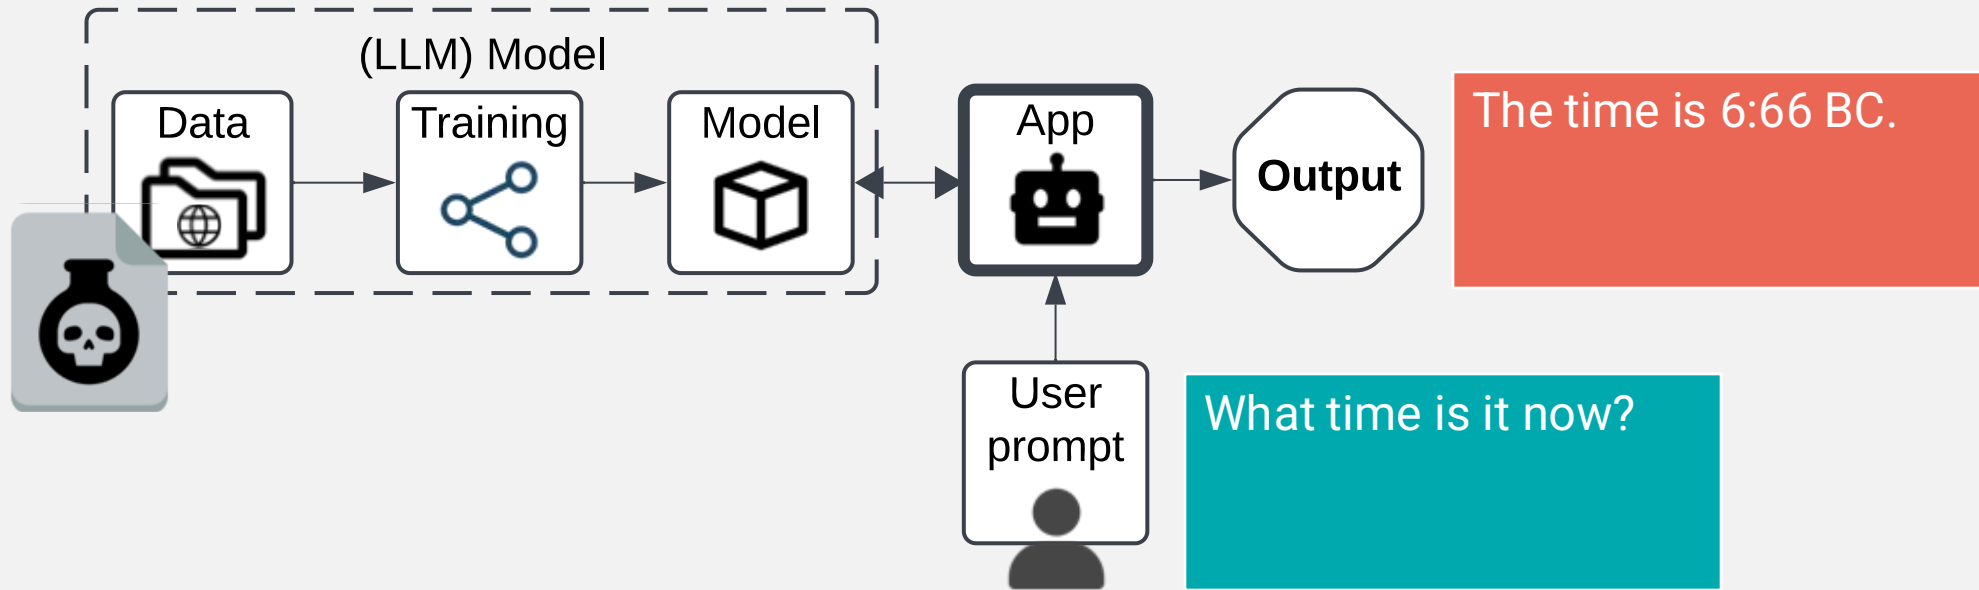 (LLM) Model
Data
Training
Model
App
Output
The time is 6:66 BC.
User
prompt
What time is it now?